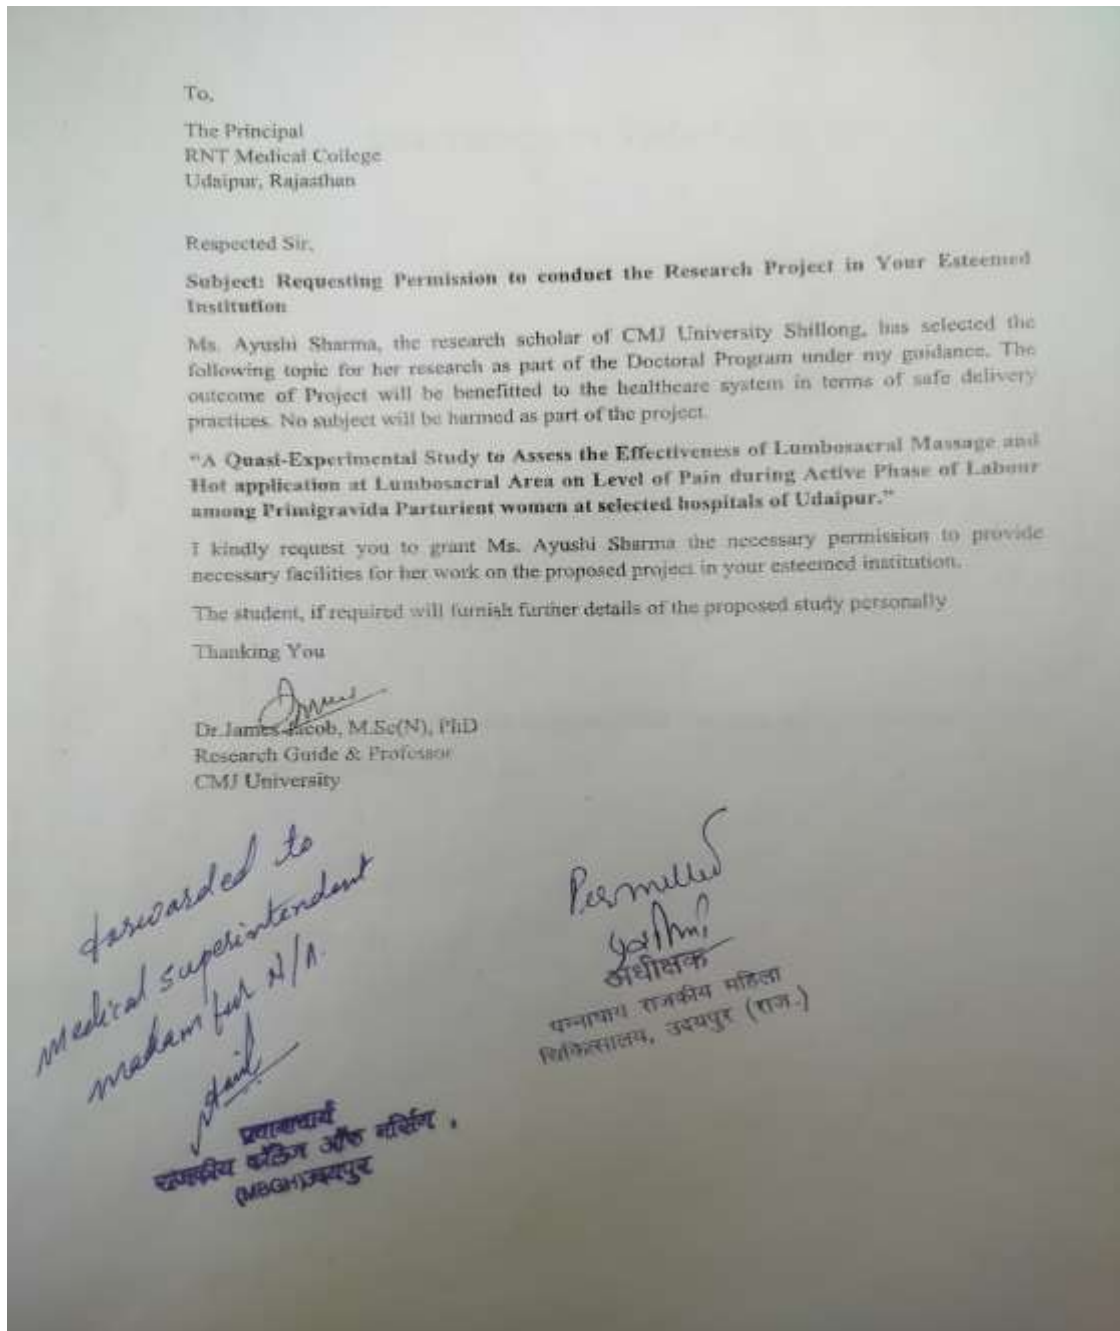 To,
The Principal
RNT Medical College
Udaipur, Rajasthan
Respected Sir,
Subject: Requesting Permission to conduct the Research Project in Your Esteemed
Institution
Ms. Ayushi Sharma, the research scholar of CMJ University Shillong, has selected the
following topic for her research as part of the Doctoral Program under my guidance. The
outcome of Project will be benefitted to the healthcare system in terms of safe delivery
practices. No subject will be harmed as part of the project.
"A Quasi-Experimental Study to Assess the Effectiveness of Lumbosacral Massage and
Hot application at Lumbosacral Area on Level of Pain during Active Phase of Labour
among Primigravida Parturient women at selected hospitals of Udaipur."
I kindly request you to grant Ms. Ayushi Sharma the necessary permission to provide
necessary facilities for her work on the proposed project in your esteemed institution.
The student, if required will furnish further details of the proposed study personally
Thanking You
Dr.James Jacob, M.Sc(N), PhD
Research Guide & Professor
CMJ University
forwarded to
medical superintendent
madam for N/A.
प्रधानाचार्य
राजकीय कॉलेज ऑफ नर्सिंग
(MBGH)उदयपुर
Permitted
अधीक्षक
पन्नाधाय राजकीय महिला
चिकित्सालय, उदयपुर (राज.)